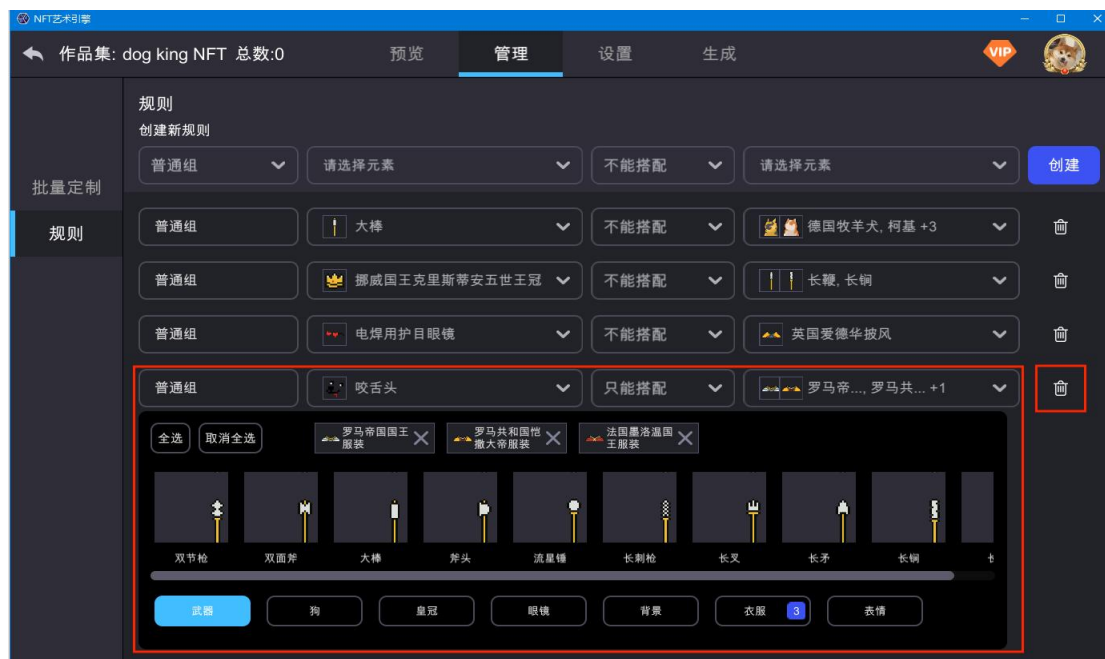 NFT艺术引擎
作品集: dog king NFT 总数:0 预览 管理 设置 生成 VIP
批量定制
规则
规则
创建新规则
普通组 请选择元素 不能搭配 请选择元素 创建
普通组 大棒 不能搭配 德国牧羊犬, 柯基 +3
普通组 挪威国王克里斯蒂安五世王冠 不能搭配 长鞭, 长锏
普通组 电焊用护目眼镜 不能搭配 英国爱德华披风
普通组 咬舌头 只能搭配 罗马帝..., 罗马共... +1
全选 取消全选
罗马帝国国王
服装
罗马共和国恺
撒大帝服装
法国墨洛温国
王服装
双节枪 双面斧 大棒 斧头 流星锤 长刺枪 长叉 长矛 长锏
武器 狗 皇冠 眼镜 背景 衣服 3 表情